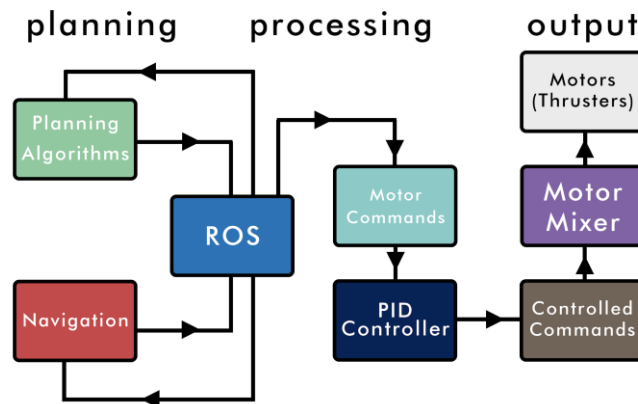 planning
processing
output
Planning
Algorithms
ROS
Navigation
Motor
Commands
PID
Controller
Motors
(Thrusters)
Motor
Mixer
Controlled
Commands